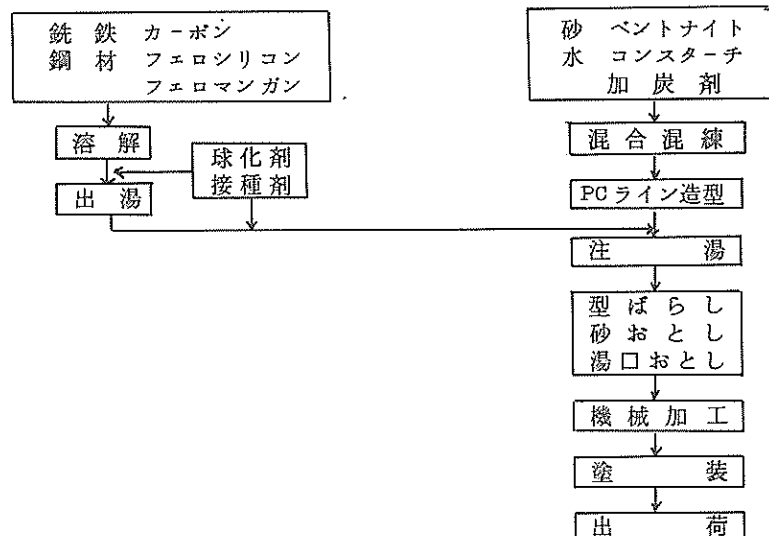 銑鉄 カーボン
鋼材 フェロシリコン
フェロマンガン
溶解
球化剤
接種剤
出湯
砂 ベントナイト
水 コンスターチ
加炭剤
混合混練
PCライン造型
注湯
型ばらし
砂おとし
湯口おとし
機械加工
塗装
出荷